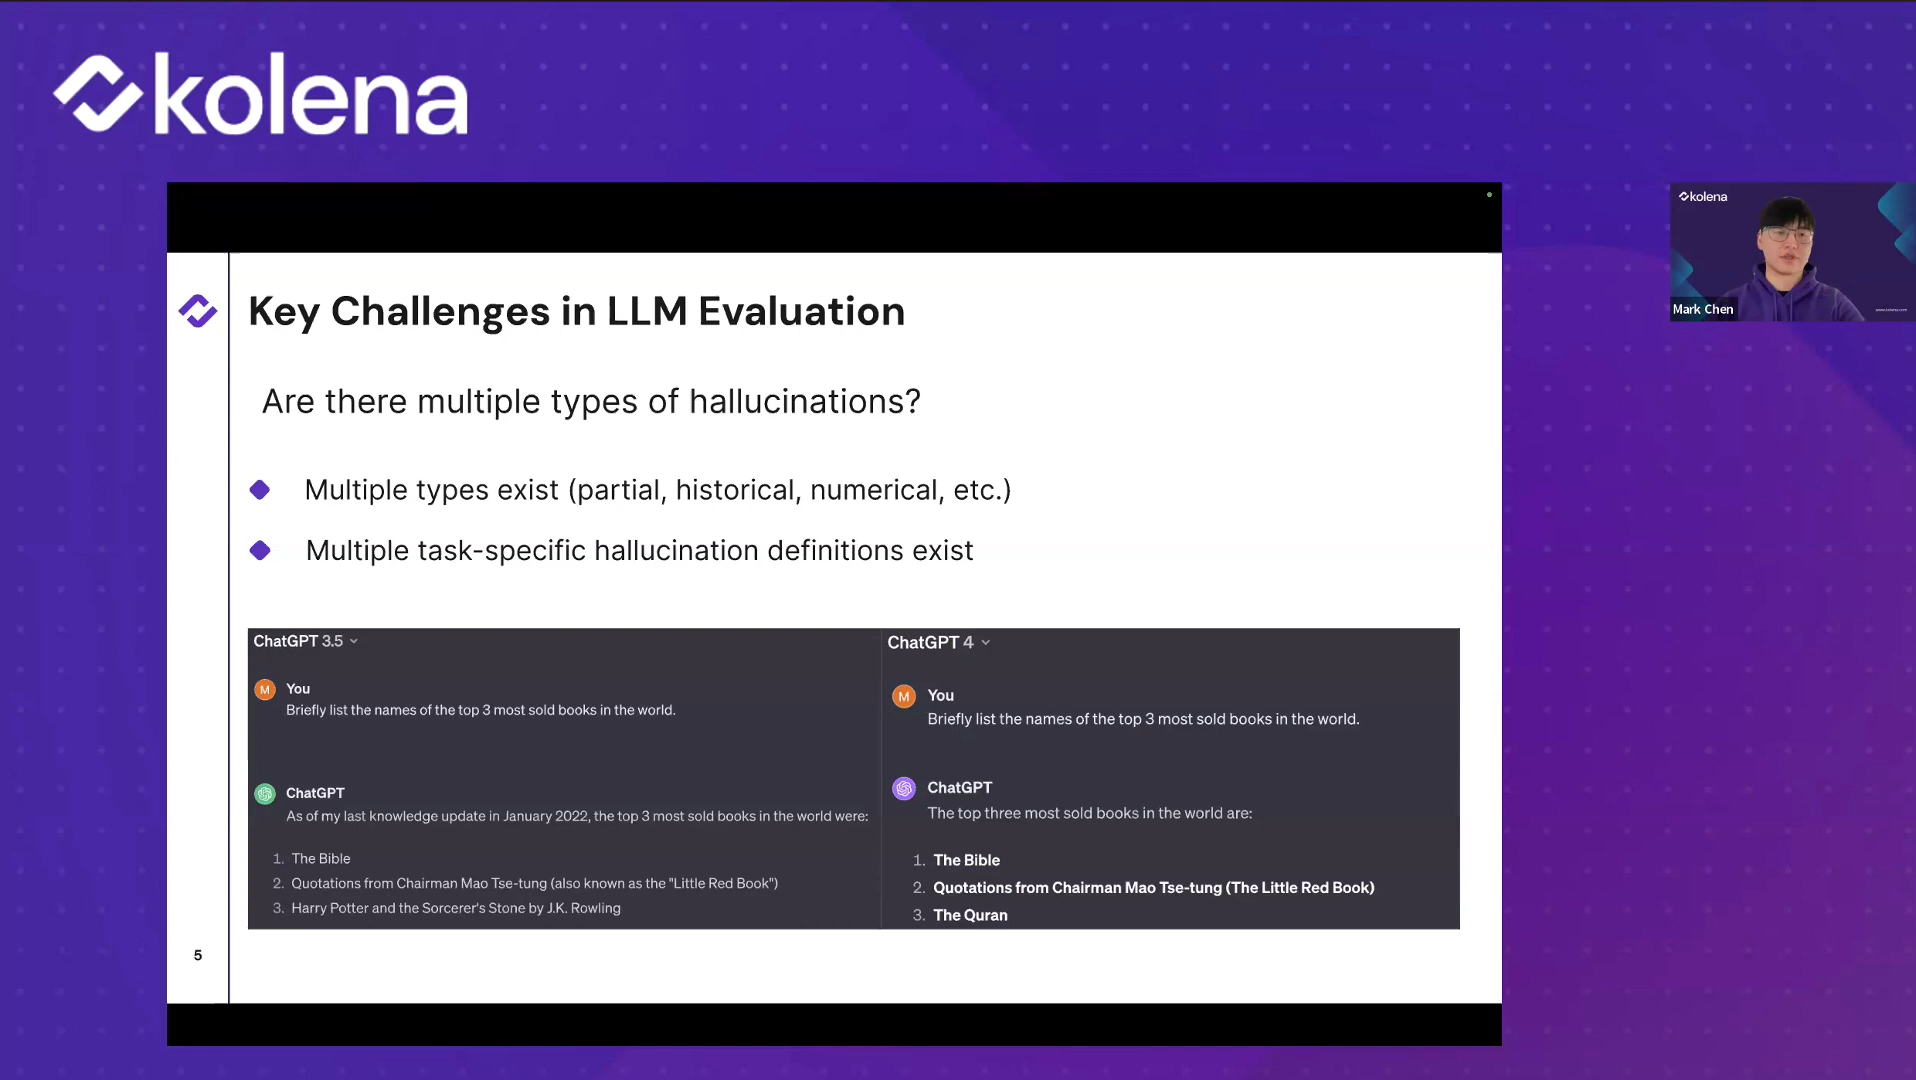 kolena
kolena
Mark Chen
Key Challenges in LLM Evaluation
Are there multiple types of hallucinations?
Multiple types exist (partial, historical, numerical, etc.)
Multiple task-specific hallucination definitions exist
ChatGPT 3.5
M
You
Briefly list the names of the top 3 most sold books in the world.
ChatGPT
As of my last knowledge update in January 2022, the top 3 most sold books in the world were:
1. The Bible
2. Quotations from Chairman Mao Tse-tung (also known as the "Little Red Book")
3. Harry Potter and the Sorcerer's Stone by J.K. Rowling
ChatGPT 4
M
You
Briefly list the names of the top 3 most sold books in the world.
ChatGPT
The top three most sold books in the world are:
1. The Bible
2. Quotations from Chairman Mao Tse-tung (The Little Red Book)
3. The Quran
5